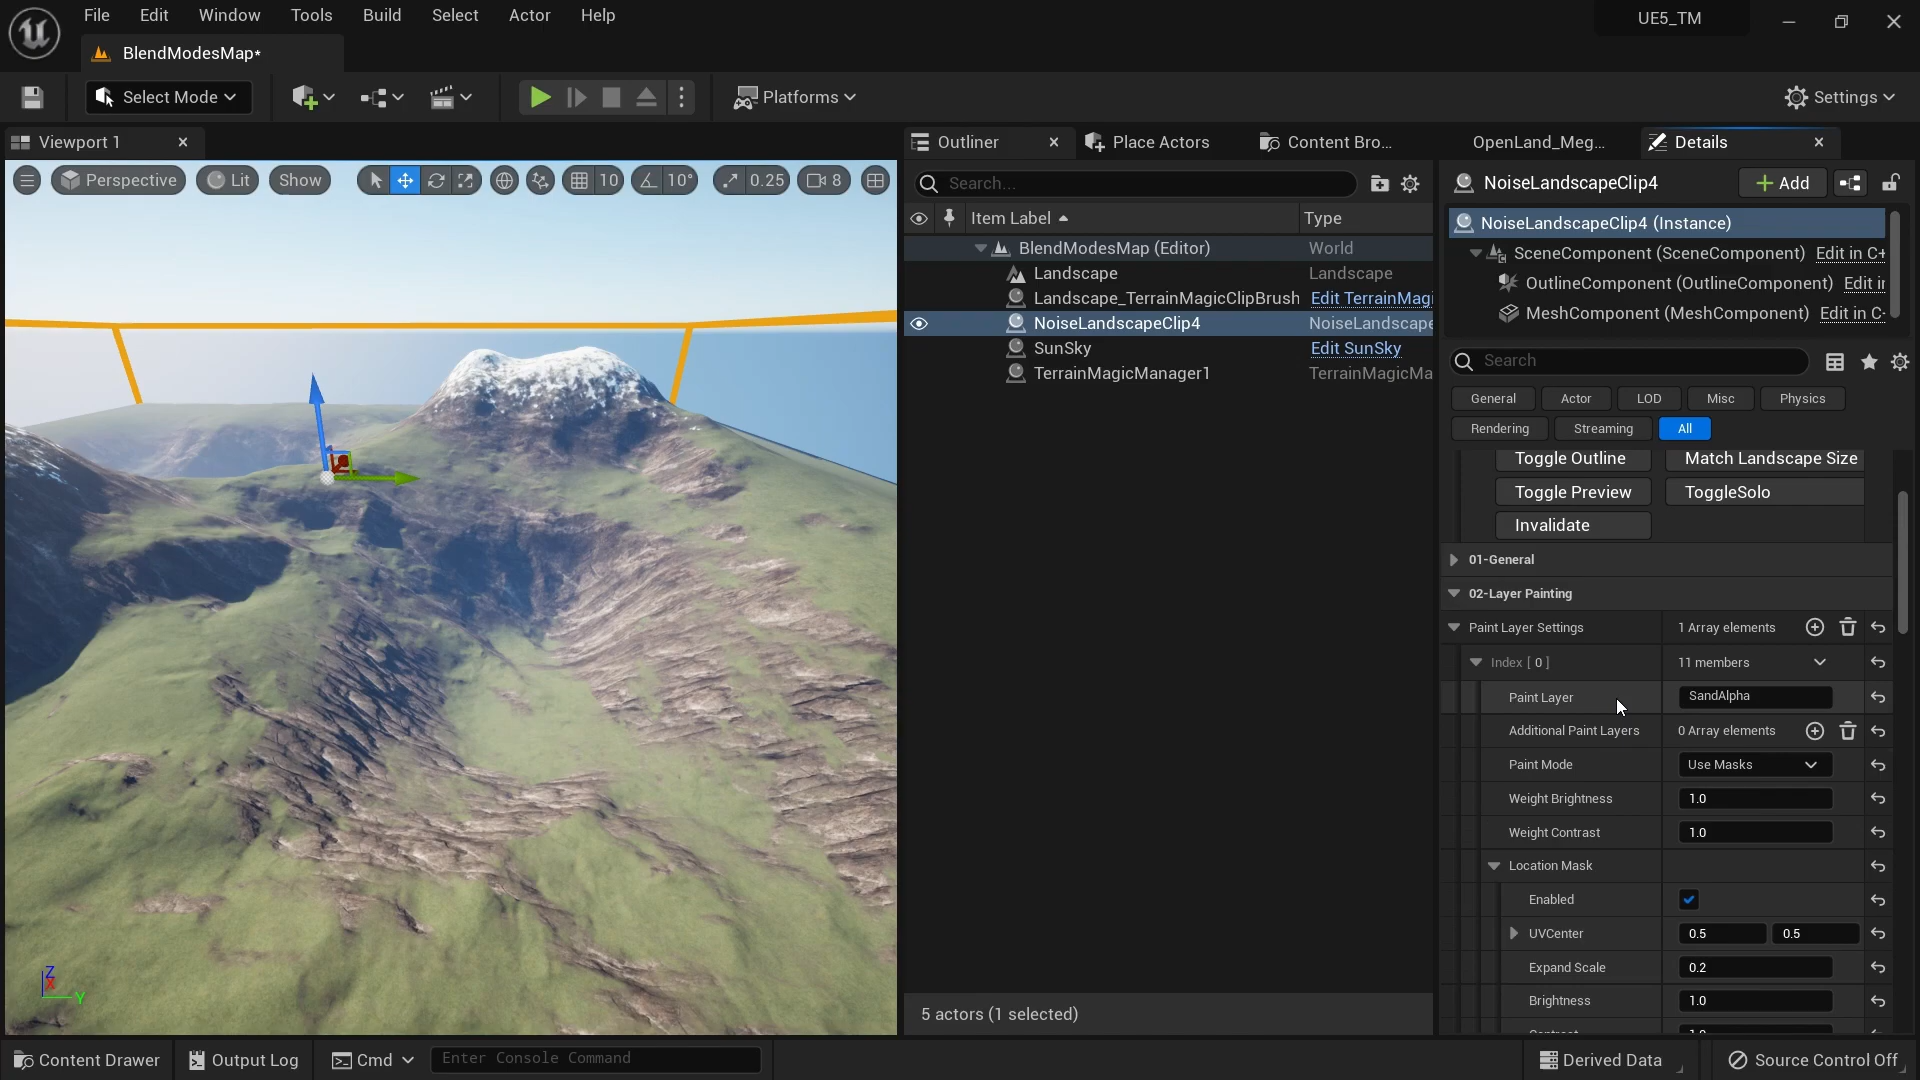 File Edit Window Tools Build Select Actor Help
UE5_TM
BlendModesMap*
Select Mode
Platforms
Settings
Viewport 1
Outliner
Place Actors
Content Bro...
OpenLand_Meg...
Details
Perspective
Lit
Show
10
10°
0.25
8
Search...
NoiseLandscapeClip4
Add
Item Label
Type
NoiseLandscapeClip4 (Instance)
BlendModesMap (Editor)
World
SceneComponent (SceneComponent)
Edit in C+
Landscape
Landscape
OutlineComponent (OutlineComponent)
Edit in
Landscape_TerrainMagicClipBrush
Edit TerrainMagi
MeshComponent (MeshComponent)
Edit in C
NoiseLandscapeClip4
NoiseLandscape
SunSky
Edit SunSky
TerrainMagicManager1
TerrainMagicMa
Search
General
Actor
LOD
Misc
Physics
Rendering
Streaming
All
Toggle Outline
Match Landscape Size
Toggle Preview
ToggleSolo
Invalidate
01-General
02-Layer Painting
Paint Layer Settings
1 Array elements
Index [ 0 ]
11 members
Paint Layer
SandAlpha
Additional Paint Layers
0 Array elements
Paint Mode
Use Masks
Weight Brightness
1.0
Weight Contrast
1.0
Location Mask
Enabled
UVCenter
0.5
0.5
Expand Scale
0.2
Brightness
1.0
Z
X
Y
5 actors (1 selected)
Content Drawer
Output Log
Cmd
Enter Console Command
Derived Data
Source Control Off